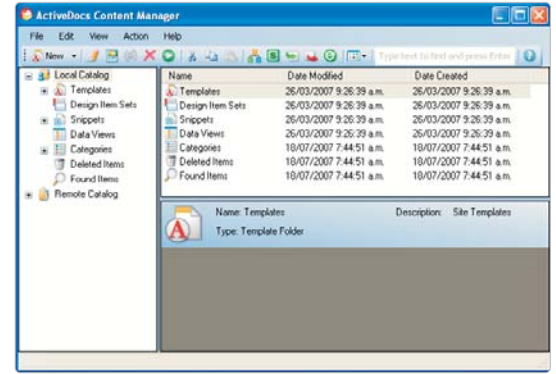 ActiveDocs Content Manager
File Edit View Action Help
New Type text to find and press Enter
Local Catalog
Templates
Design Item Sets
Snippets
Data Views
Categories
Deleted Items
Found Items
Remote Catalog
Name Date Modified Date Created
Templates 26/03/2007 9:26:39 a.m. 26/03/2007 9:26:39 a.m.
Design Item Sets 26/03/2007 9:26:39 a.m. 26/03/2007 9:26:39 a.m.
Snippets 26/03/2007 9:26:39 a.m. 26/03/2007 9:26:39 a.m.
Data Views 26/03/2007 9:26:39 a.m. 26/03/2007 9:26:39 a.m.
Categories 18/07/2007 7:44:51 a.m. 18/07/2007 7:44:51 a.m.
Deleted Items 18/07/2007 7:44:51 a.m. 18/07/2007 7:44:51 a.m.
Found Items 18/07/2007 7:44:51 a.m. 18/07/2007 7:44:51 a.m.
Name: Templates Description: Site Templates
Type: Template Folder